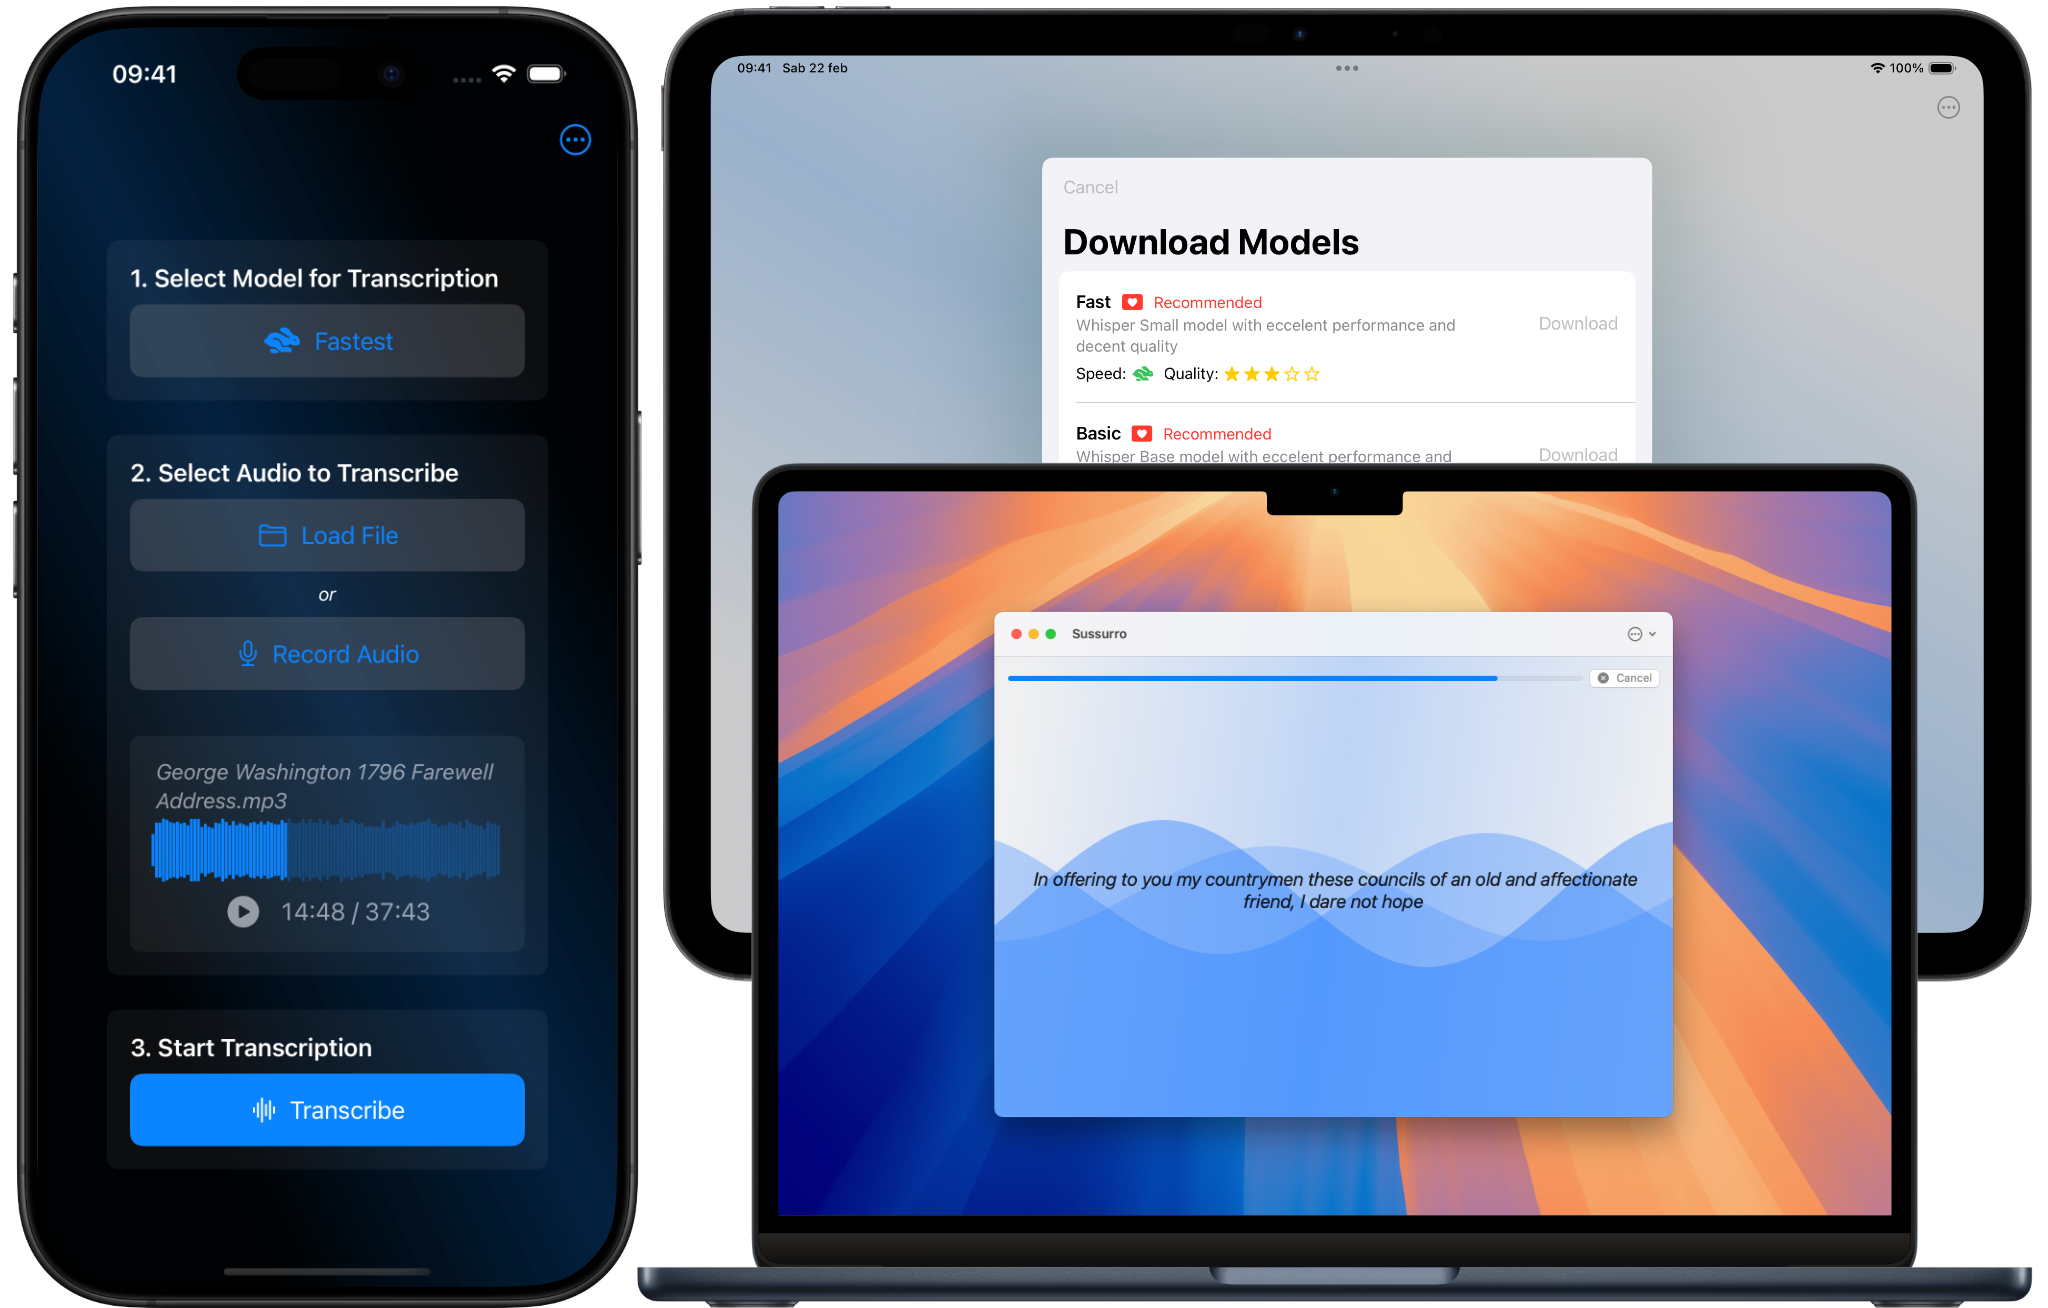 09:41
1. Select Model for Transcription
Fastest
2. Select Audio to Transcribe
Load File
or
Record Audio
George Washington 1796 Farewell
Address.mp3
14:48 / 37:43
3. Start Transcription
Transcribe
09:41 Sab 22 feb
100%
Cancel
Download Models
Fast Recommended
Whisper Small model with eccelent performance and
decent quality
Download
Speed: Quality:
Basic Recommended
Whisper Base model with eccelent performance and
Download
Sussurro
Cancel
In offering to you my countrymen these councils of an old and affectionate
friend, I dare not hope